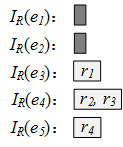 I_R(e_1):
I_R(e_2):
I_R(e_3): r_1
I_R(e_4): r_2, r_3
I_R(e_5): r_4